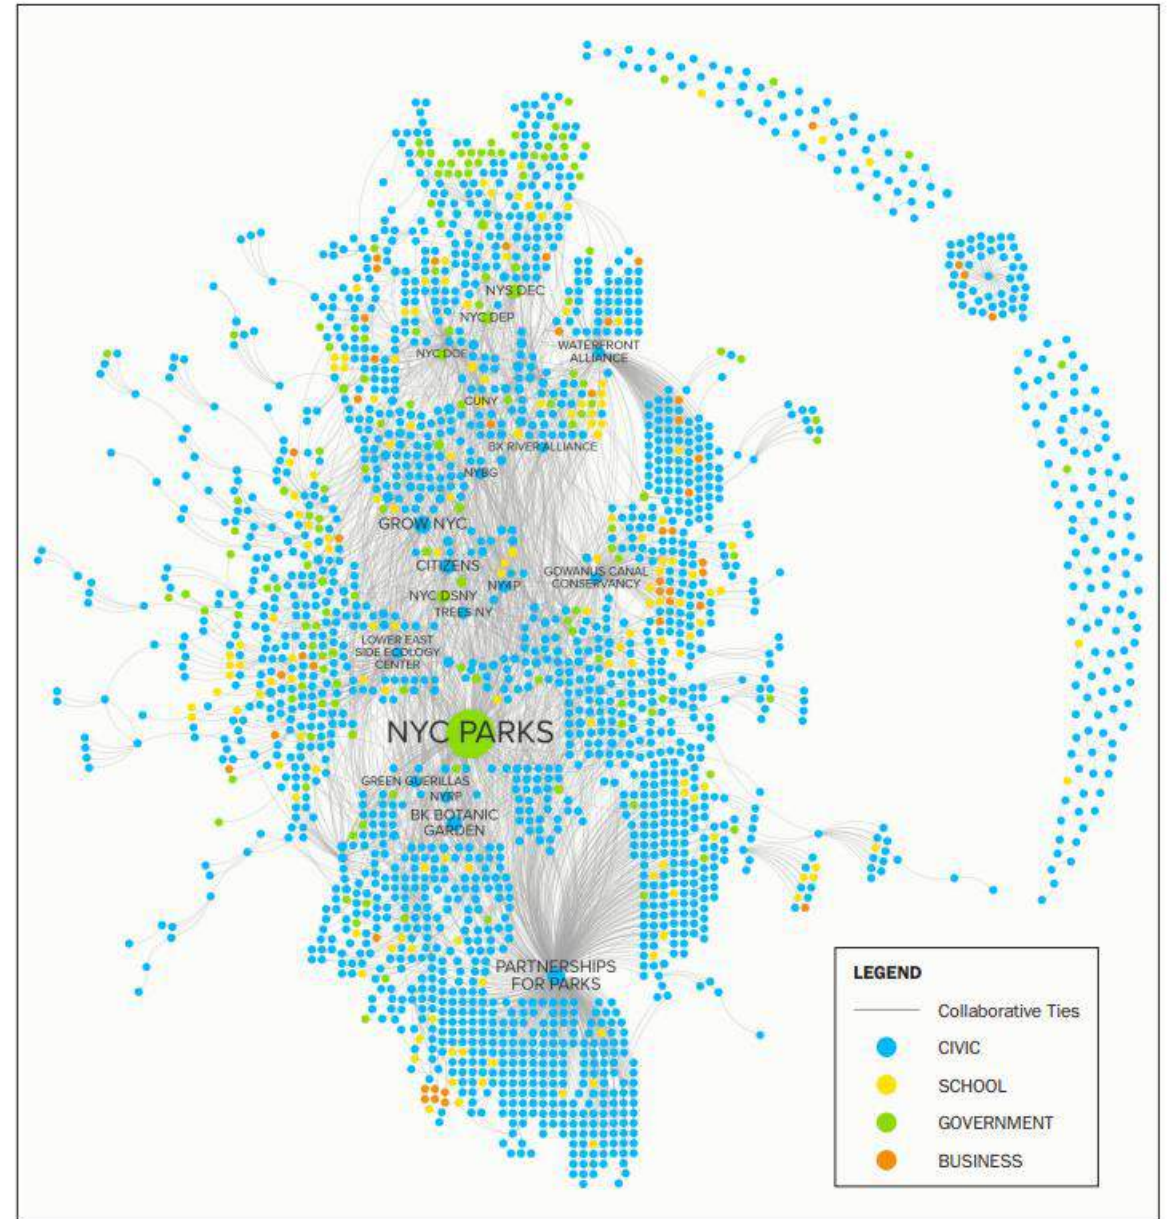 NYS DEC
NYC DEP
WATERFRONT
ALLIANCE
NYC DOE
CUNY
BX RIVER ALLIANCE
NYBG
GROW NYC
CITIZENS
GOWANUS CANAL
CONSERVANCY
NY4P
NYC DSNY
TREES NY
LOWER EAST
SIDE ECOLOGY
CENTER
NYC PARKS
GREEN GUERILLAS
NYRP
BK BOTANIC
GARDEN
PARTNERSHIPS
FOR PARKS
LEGEND
Collaborative Ties
CIVIC
SCHOOL
GOVERNMENT
BUSINESS